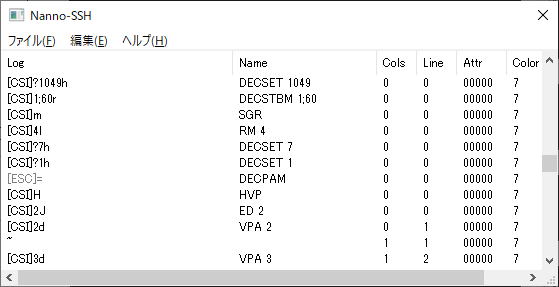 Nanno-SSH
ファイル(F) 編集(E) ヘルプ(H)
Log Name Cols Line Attr Color
[CSI]?1049h DECSET 1049 0 0 00000 7
[CSI]1;60r DECSTBM 1;60 0 0 00000 7
[CSI]m SGR 0 0 00000 7
[CSI]4l RM 4 0 0 00000 7
[CSI]?7h DECSET 7 0 0 00000 7
[CSI]?1h DECSET 1 0 0 00000 7
[ESC]= DECPAM 0 0 00000 7
[CSI]H HVP 0 0 00000 7
[CSI]2J ED 2 0 0 00000 7
[CSI]2d VPA 2 0 1 00000 7
~ 1 1 00000 7
[CSI]3d VPA 3 1 2 00000 7